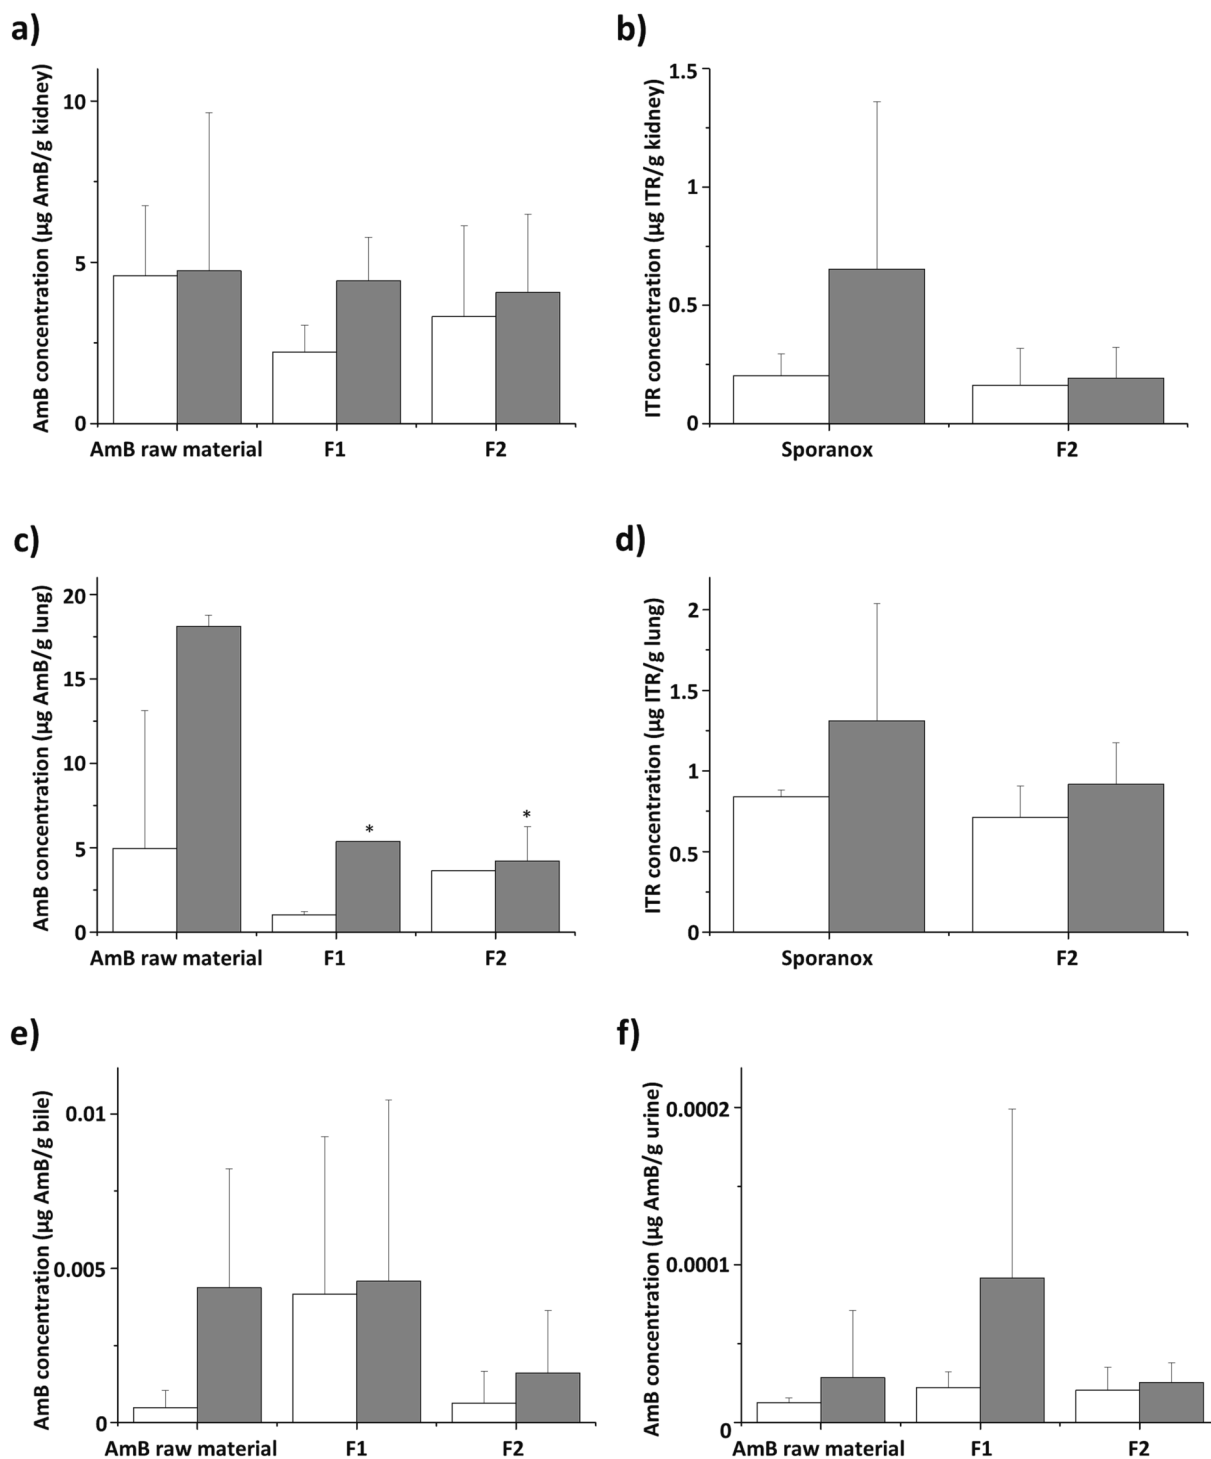 a)
AmB concentration (µg AmB/g kidney)
10
5
0
AmB raw material
F1
F2
b)
ITR concentration (µg ITR/g kidney)
1.5
1
0.5
0
Sporanox
F2
c)
AmB concentration (µg AmB/g lung)
20
15
10
5
0
*
*
AmB raw material
F1
F2
d)
ITR concentration (µg ITR/g lung)
2
1.5
1
0.5
0
Sporanox
F2
e)
AmB concentration (µg AmB/g bile)
0.01
0.005
0
AmB raw material
F1
F2
f)
AmB concentration (µg AmB/g urine)
0.0002
0.0001
0
AmB raw material
F1
F2